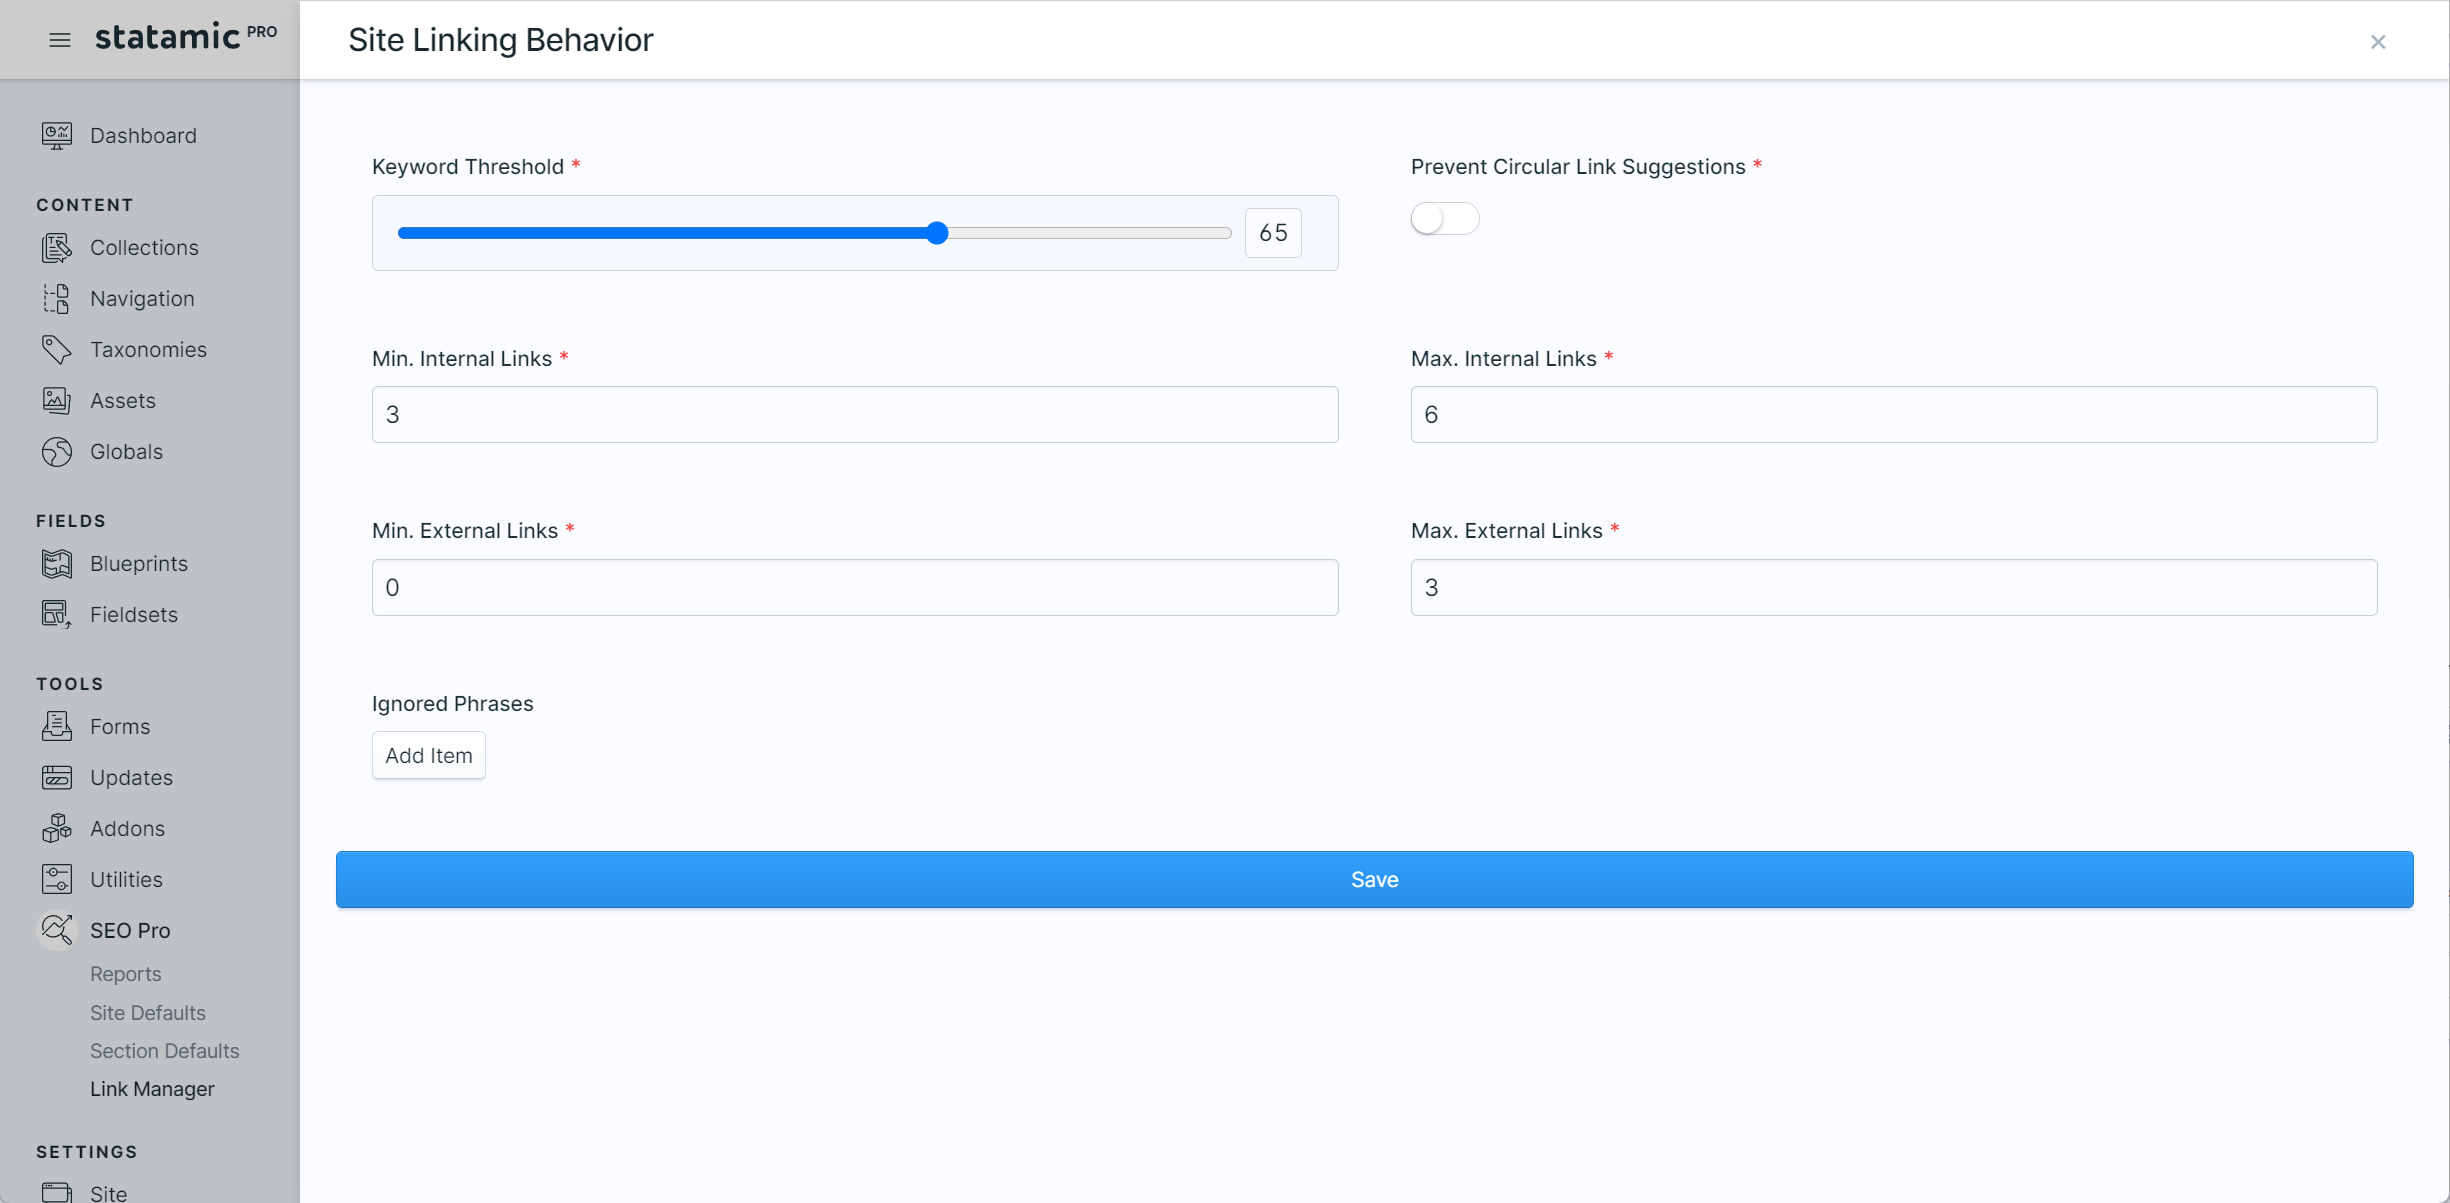 statamic PRO
Dashboard
CONTENT
Collections
Navigation
Taxonomies
Assets
Globals
FIELDS
Blueprints
Fieldsets
TOOLS
Forms
Updates
Addons
Utilities
SEO Pro
Reports
Site Defaults
Section Defaults
Link Manager
SETTINGS
Site
Site Linking Behavior
Keyword Threshold *
65
Prevent Circular Link Suggestions *
Min. Internal Links *
3
Max. Internal Links *
6
Min. External Links *
0
Max. External Links *
3
Ignored Phrases
Add Item
Save